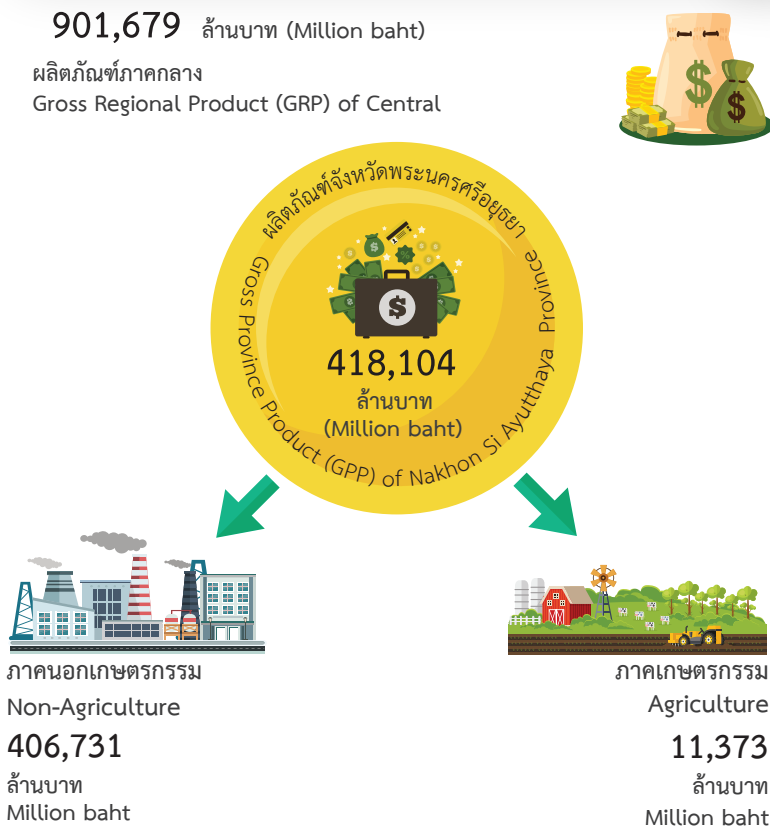 901,679 ล้านบาท (Million baht)
ผลิตภัณฑ์ภาคกลาง
Gross Regional Product (GRP) of Central
$
$
ผลิตภัณฑ์จังหวัดพระนครศรีอยุธยา
$
$
418,104
ล้านบาท
(Million baht)
Gross Province Product (GPP) of Nakhon Si Ayutthaya Province
ภาคนอกเกษตรกรรม
Non-Agriculture
406,731
ล้านบาท
Million baht
ภาคเกษตรกรรม
Agriculture
11,373
ล้านบาท
Million baht